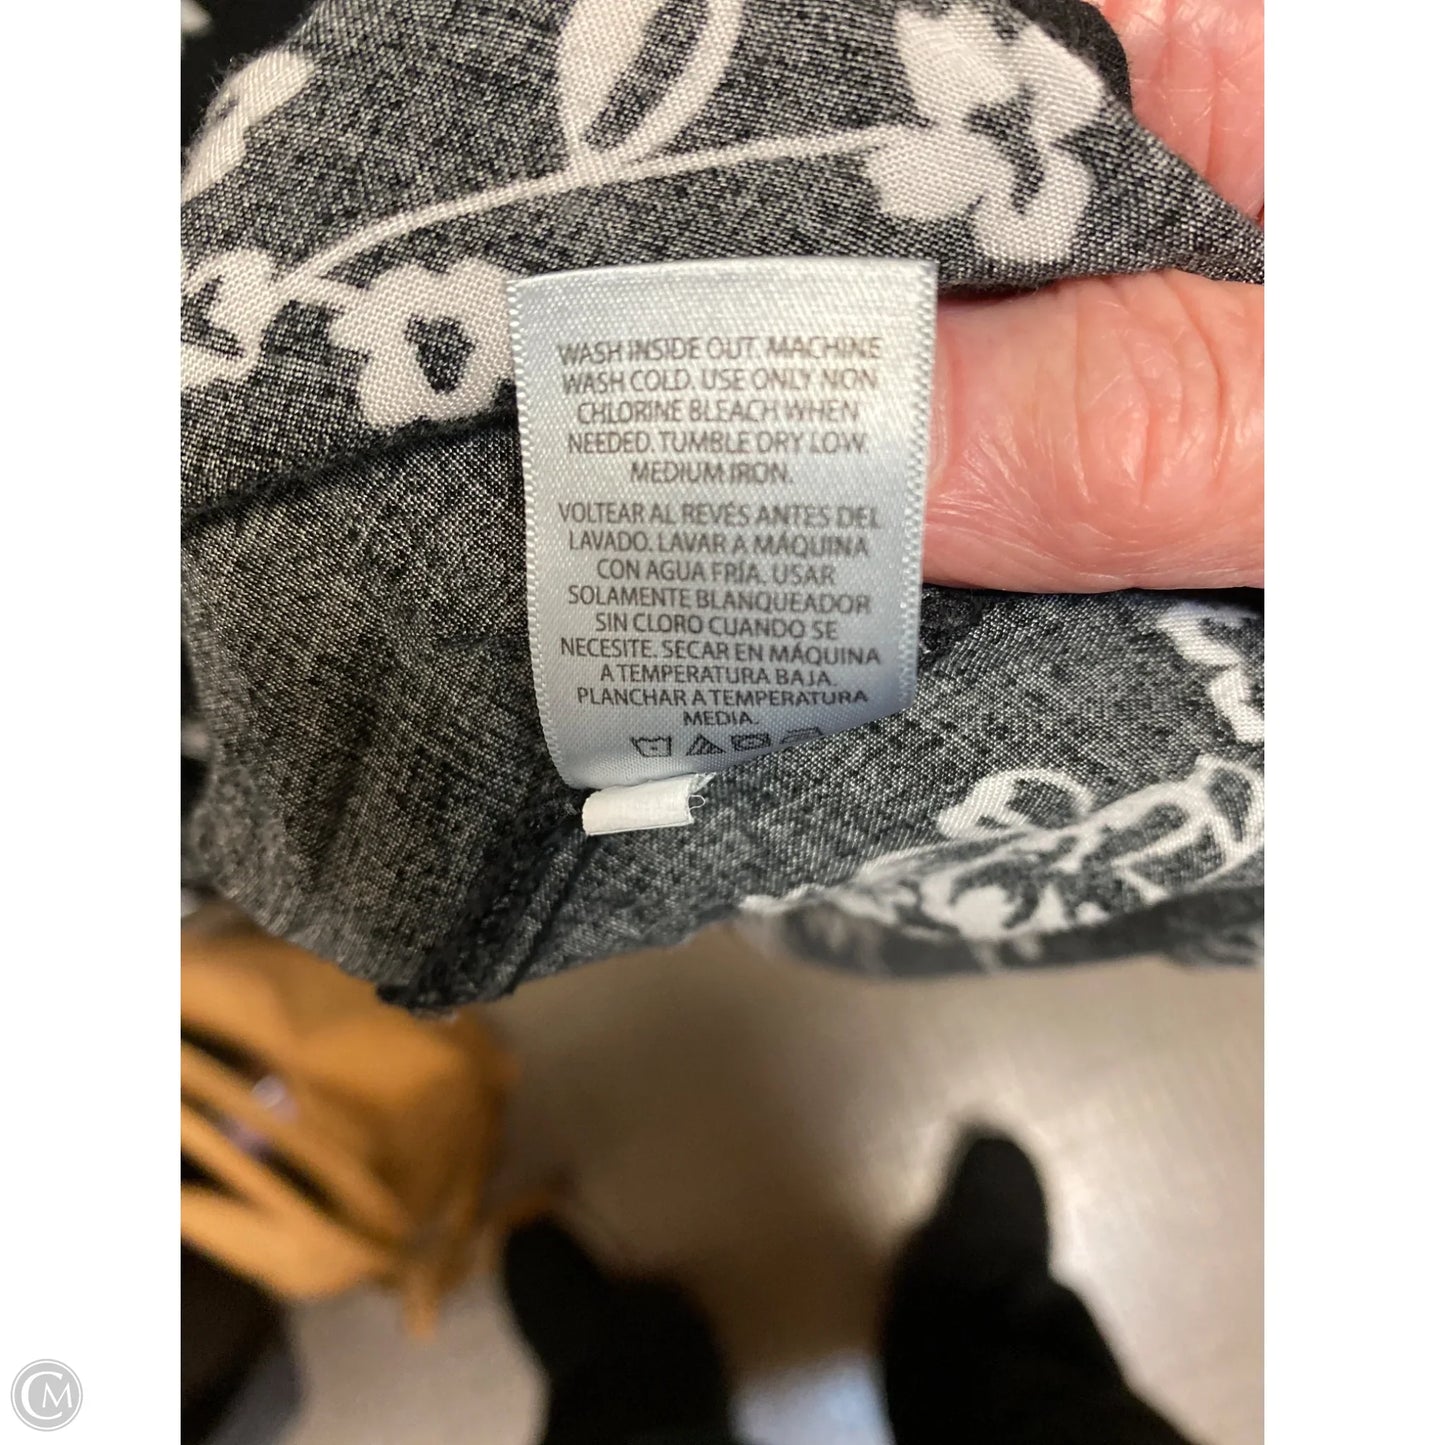 WASH INSIDE OUT. MACHINE
WASH COLD. USE ONLY NON
CHLORINE BLEACH WHEN
NEEDED. TUMBLE DRY LOW.
MEDIUM IRON.
VOLTEAR AL REVÉS ANTES DEL
LAVADO. LAVAR A MÁQUINA
CON AGUA FRÍA. USAR
SOLAMENTE BLANQUEADOR
SIN CLORO CUANDO SE
NECESITE. SECAR EN MÁQUINA
A TEMPERATURA BAJA.
PLANCHAR A TEMPERATURA
MEDIA.
CM